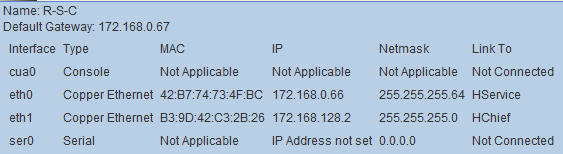 Name: R-S-C
Default Gateway: 172.168.0.67
Interface Type MAC IP Netmask Link To
cua0 Console Not Applicable Not Applicable Not Applicable Not Connected
eth0 Copper Ethernet 42:B7:74:73:4F:BC 172.168.0.66 255.255.255.64 HService
eth1 Copper Ethernet B3:9D:42:C3:2B:26 172.168.128.2 255.255.255.0 HChief
ser0 Serial Not Applicable IP Address not set 0.0.0.0 Not Connected